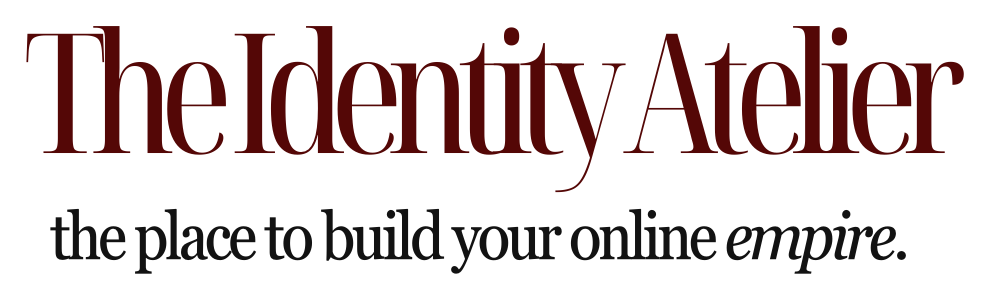 The Identity Atelier
the place to build your online empire.